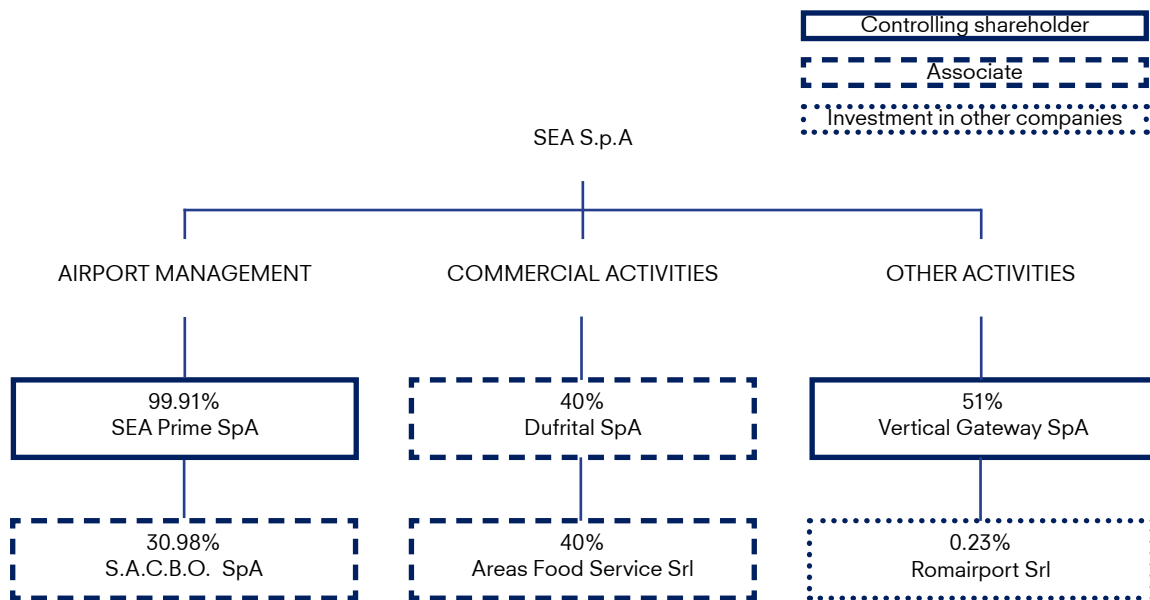 Controlling shareholder
Associate
Investment in other companies
SEA S.p.A
AIRPORT MANAGEMENT
COMMERCIAL ACTIVITIES
OTHER ACTIVITIES
99.91%
SEA Prime SpA
40%
Dufrital SpA
51%
Vertical Gateway SpA
30.98%
S.A.C.B.O. SpA
40%
Areas Food Service Srl
0.23%
Romairport Srl